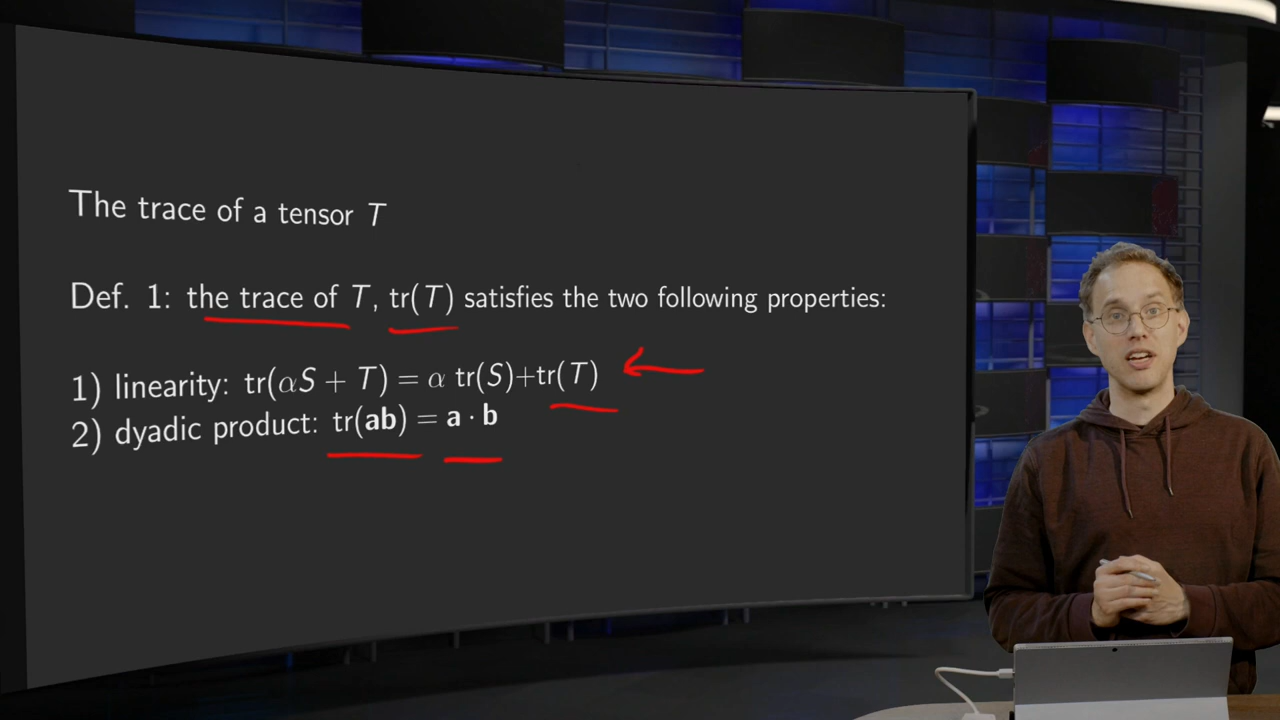 The trace of a tensor T
Def. 1: the trace of T, tr(T) satisfies the two following properties:
1) linearity: tr(αS + T) = α tr(S)+tr(T)
2) dyadic product: tr(ab) = a · b